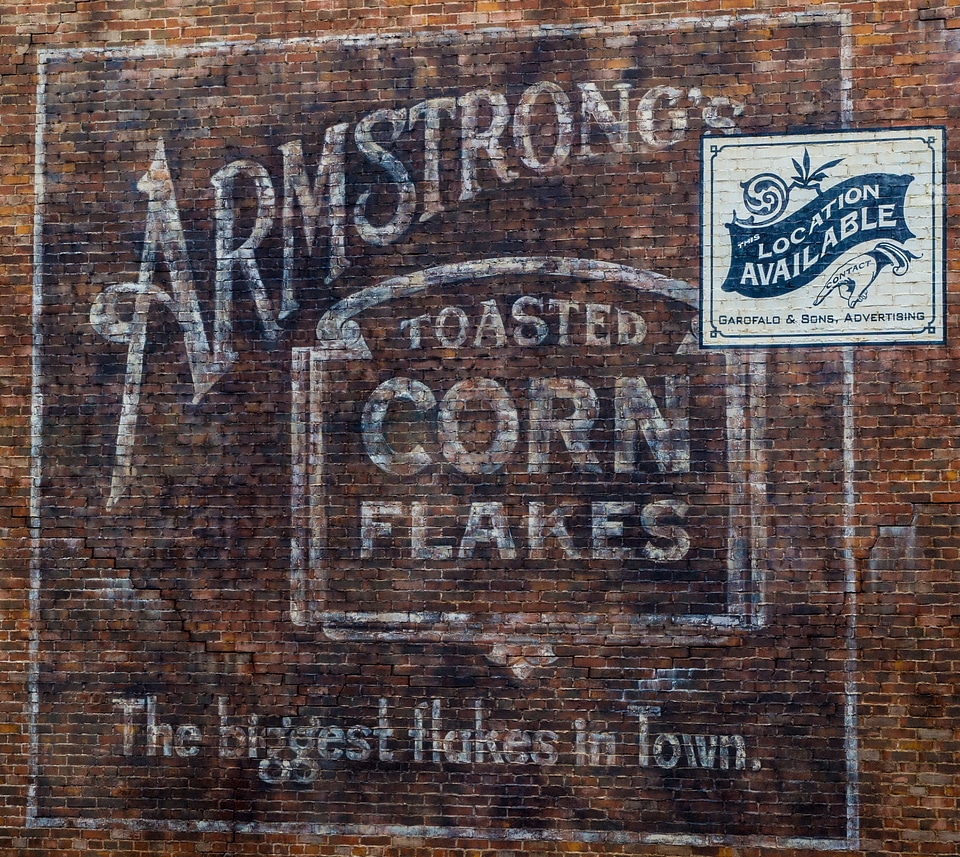 ARMSTRONG'S
TOASTED
CORN
FLAKES
The biggest flakes in Town.
THIS
LOCATION
AVAILABLE
CONTACT
GAROFALO & SONS, ADVERTISING